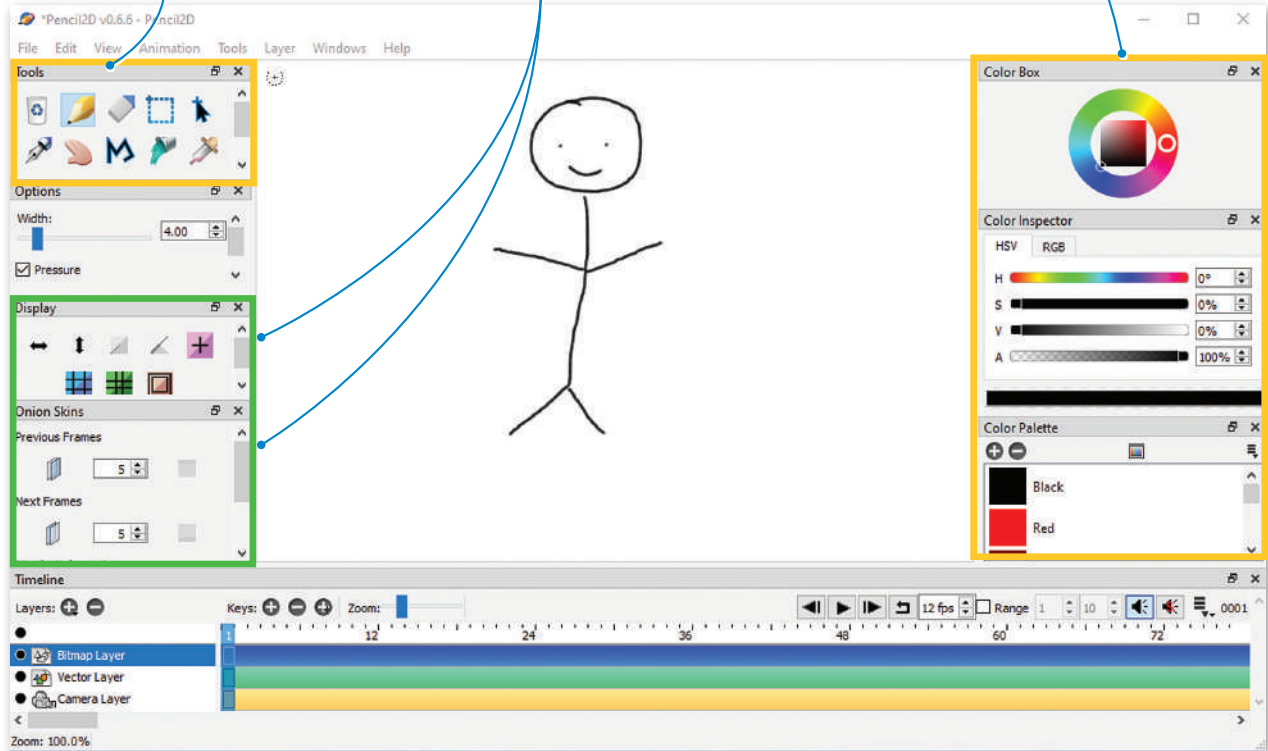 *Pencil2D v0.6.6 - Pencil2D
File Edit View Animation Tools Layer Windows Help
Tools
Options
Width:
4.00
Pressure
Display
Onion Skins
Previous Frames
5
Next Frames
5
Color Box
Color Inspector
HSV RGB
H 0°
S 0%
V 0%
A 100%
Color Palette
Black
Red
Timeline
Layers: Keys: Zoom: 12 fps Range 1 10 0001
1 12 24 36 48 60 72
Bitmap Layer
Vector Layer
Camera Layer
Zoom: 100.0%